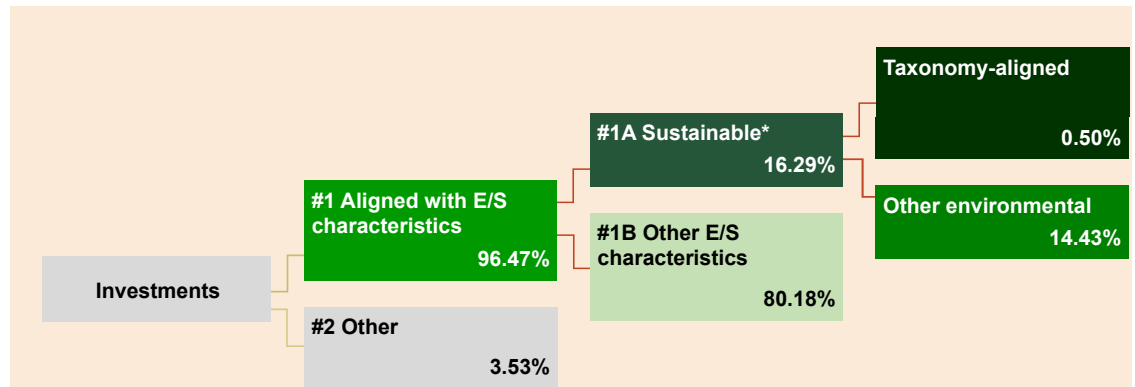 Investments
#1 Aligned with E/S
characteristics
96.47%
#2 Other
3.53%
#1A Sustainable*
16.29%
#1B Other E/S
characteristics
80.18%
Taxonomy-aligned
0.50%
Other environmental
14.43%